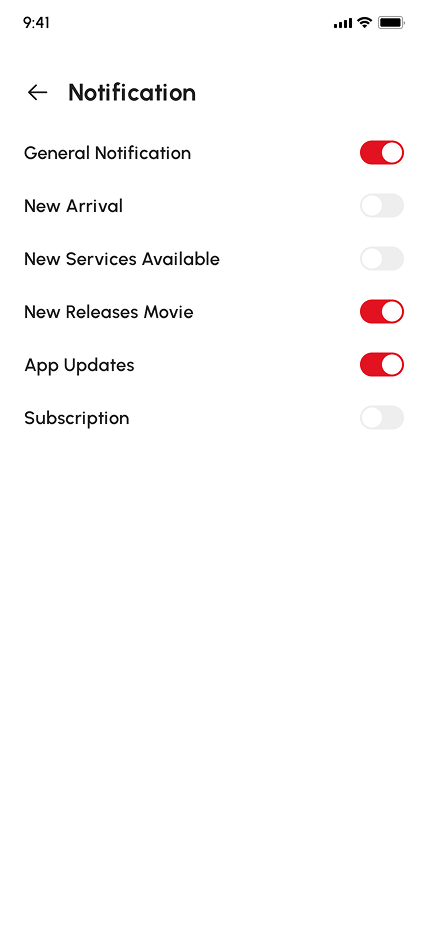 9:41
Notification
General Notification
New Arrival
New Services Available
New Releases Movie
App Updates
Subscription